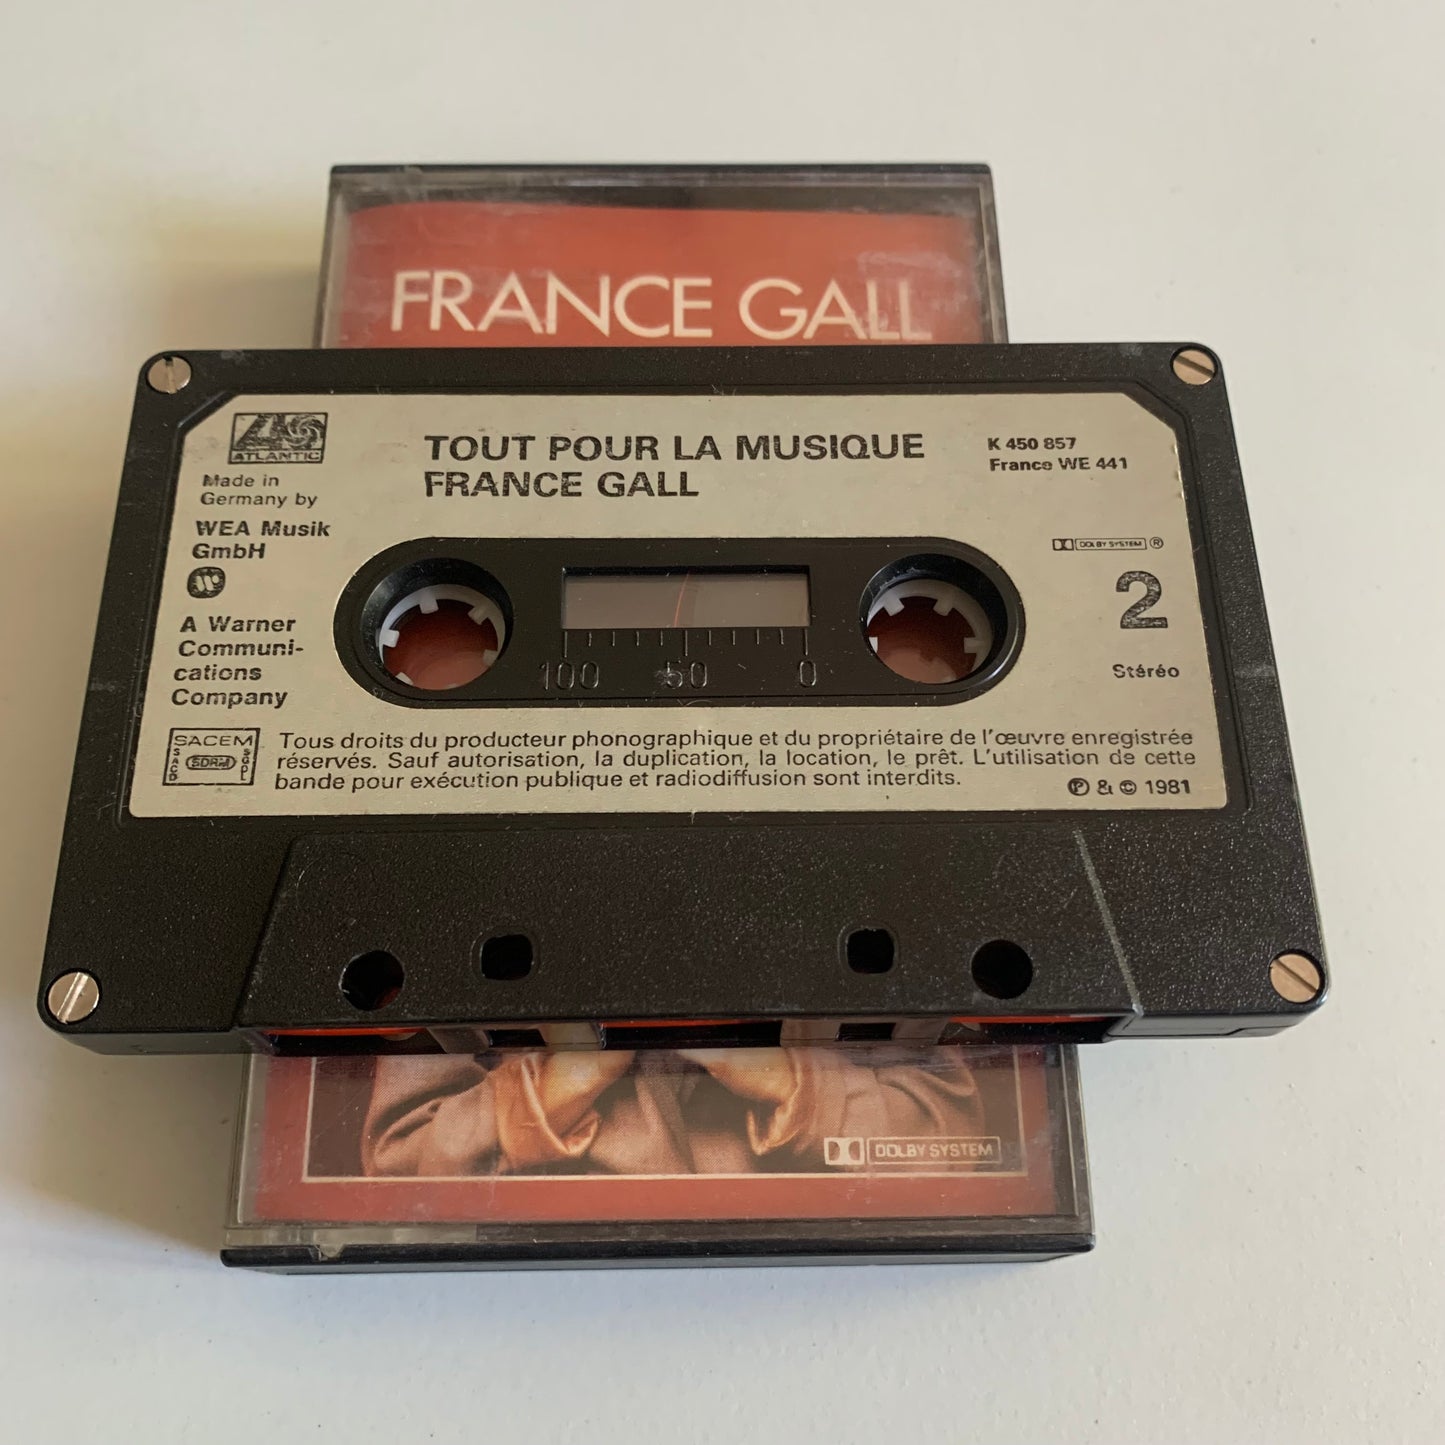 FRANCE GALL
ATLANTIC
TOUT POUR LA MUSIQUE
FRANCE GALL
K 450 857
France WE 441
Made in
Germany by
WEA Musik
GmbH
A Warner
Communi-
cations
Company
DOLBY SYSTEM ®
2
Stéréo
100 50 0
SACEM
SACD SDRM SGDL
Tous droits du producteur phonographique et du propriétaire de l'œuvre enregistrée
réservés. Sauf autorisation, la duplication, la location, le prêt. L'utilisation de cette
bande pour exécution publique et radiodiffusion sont interdits.
℗ & © 1981
DOLBY SYSTEM